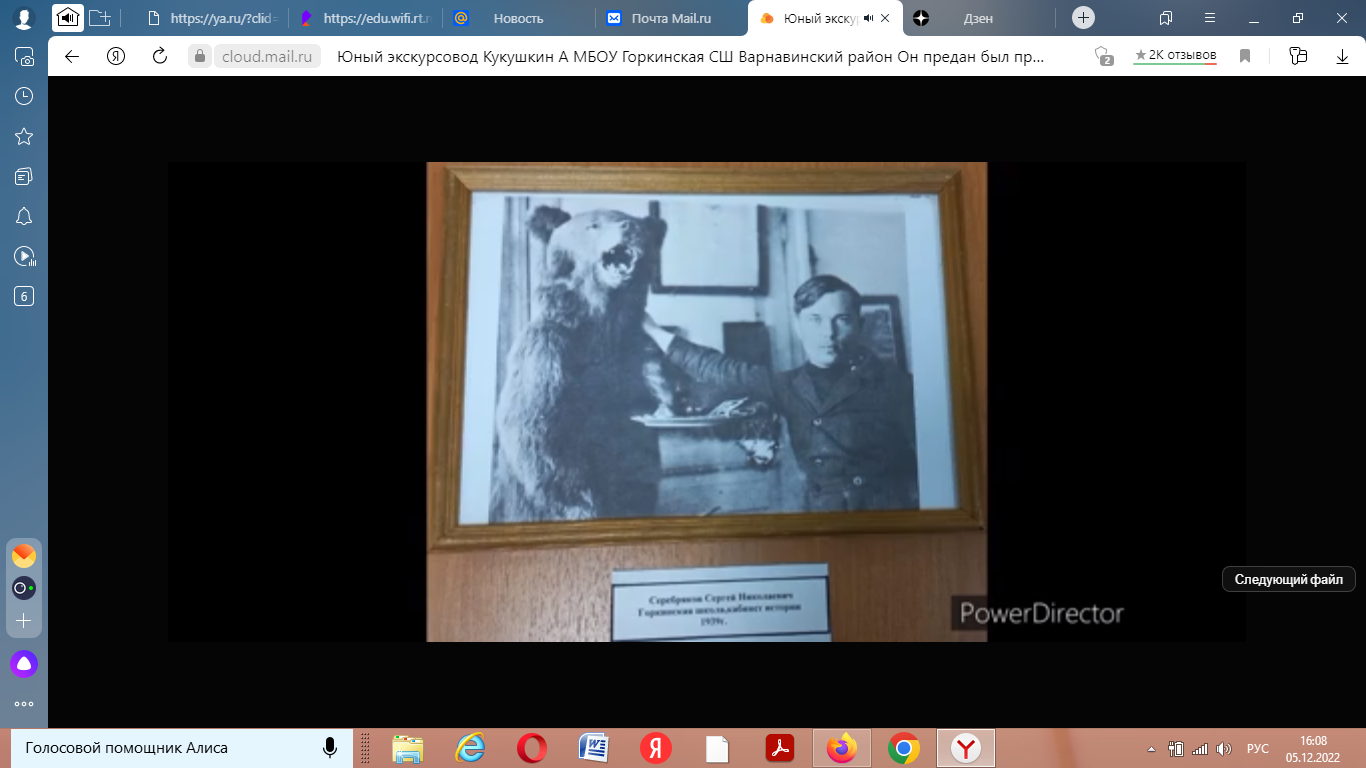 https://ya.ru/?clid=
https://edu.wifi.rt.r
Новость
Почта Mail.ru
Юный экскур
Дзен
cloud.mail.ru
Юный экскурсовод Кукушкин А МБОУ Горкинская СШ Варнавинский район Он предан был пр...
2
2К отзывов
6
Серебряков Сергей Николаевич
Горкинская школа,кабинет истории
1939г.
PowerDirector
Следующий файл
Голосовой помощник Алиса
РУС
16:08
05.12.2022